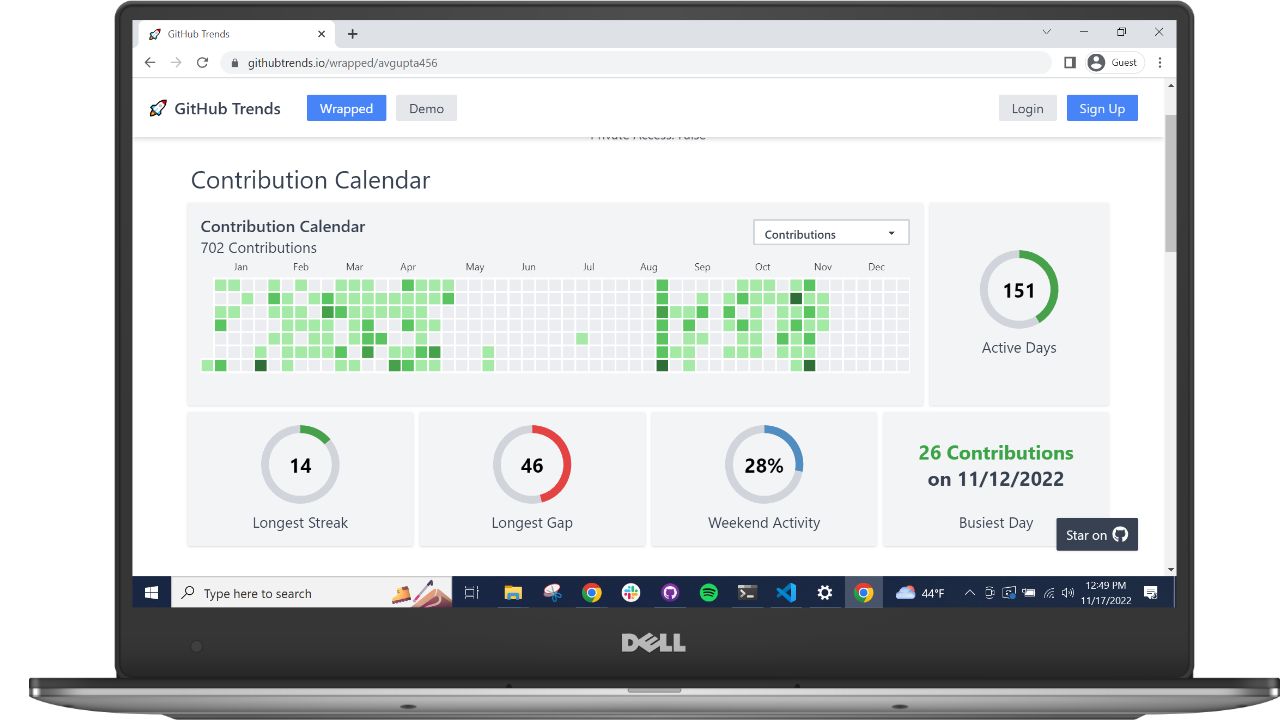 GitHub Trends
githubtrends.io/wrapped/avgupta456
Guest
GitHub Trends
Wrapped
Demo
Login
Sign Up
Private Access: False
Contribution Calendar
Contribution Calendar
702 Contributions
Contributions
Jan Feb Mar Apr May Jun Jul Aug Sep Oct Nov Dec
151
Active Days
14
Longest Streak
46
Longest Gap
28%
Weekend Activity
26 Contributions
on 11/12/2022
Busiest Day
Star on
Type here to search
44°F
12:49 PM
11/17/2022
DELL